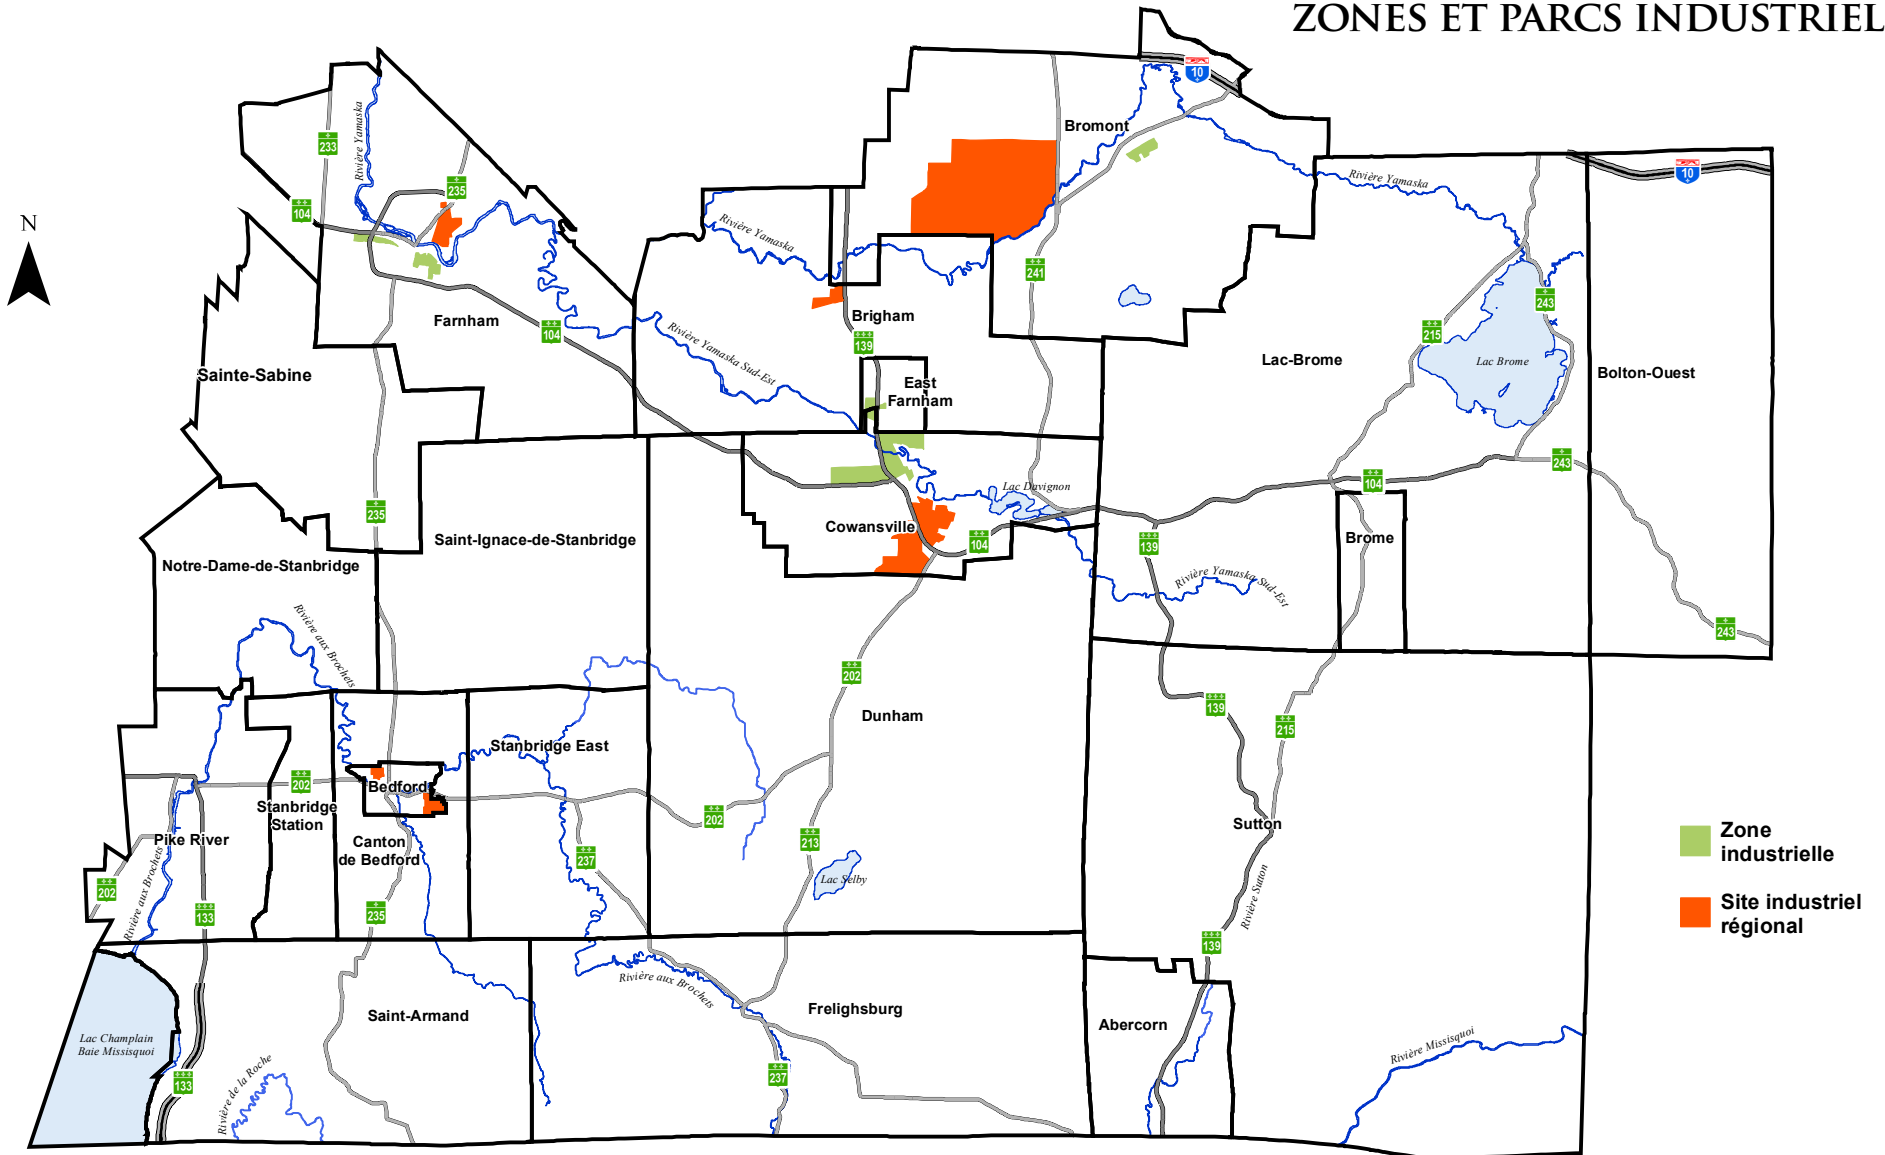 ZONES ET PARCS INDUSTRIEL
10
Bromont
233
Rivière Yamaska
235
104
N
Rivière Yamaska
10
Rivière Yamaska
241
243
Brigham
Farnham
104
139
Rivière Yamaska Sud-Est
215
Lac-Brome
Lac Brome
Bolton-Ouest
Sainte-Sabine
East
Farnham
243
104
Lac Davignon
235
Cowansville
104
139
Brome
Saint-Ignace-de-Stanbridge
Notre-Dame-de-Stanbridge
Rivière Yamaska Sud-Est
Rivière aux Brochets
243
202
139
Dunham
215
Stanbridge East
202
Bedford
Stanbridge
Station
202
Sutton
Zone
industrielle
Pike River
Canton
de Bedford
213
237
Lac Selby
202
Rivière aux Brochets
133
235
Rivière Sutton
Site industriel
régional
139
Rivière aux Brochets
Saint-Armand
Frelighsburg
Abercorn
Lac Champlain
Baie Missisquoi
Rivière Missisquoi
133
Rivière de la Roche
237